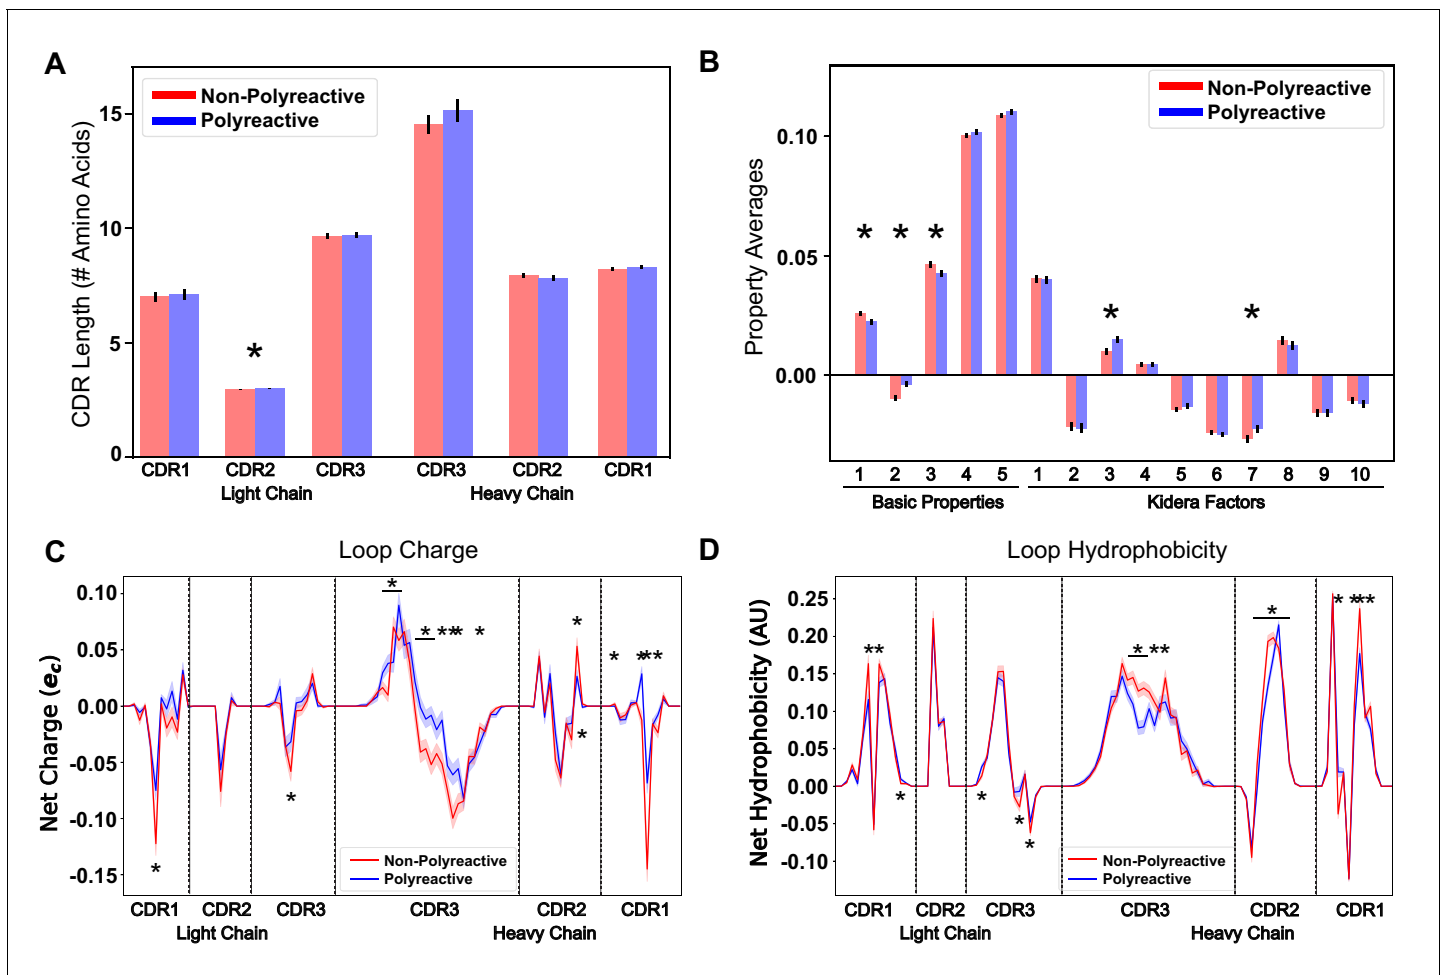 A
CDR Length (# Amino Acids)
15
10
5
0
Non-Polyreactive
Polyreactive
*
CDR1 CDR2 CDR3 CDR3 CDR2 CDR1
Light Chain Heavy Chain
B
Property Averages
0.10
0.05
0.00
Non-Polyreactive
Polyreactive
* * *
* *
1 2 3 4 5 1 2 3 4 5 6 7 8 9 10
Basic Properties Kidera Factors
C
Loop Charge
Net Charge (ec)
0.10
0.05
0.00
-0.05
-0.10
-0.15
*
*
* *** *
* ***
*
*
*
Non-Polyreactive
Polyreactive
CDR1 CDR2 CDR3 CDR3 CDR2 CDR1
Light Chain Heavy Chain
D
Loop Hydrophobicity
Net Hydrophobicity (AU)
0.25
0.20
0.15
0.10
0.05
0.00
-0.05
-0.10
* ***
*
** * **
* *
*
*
Non-Polyreactive
Polyreactive
CDR1 CDR2 CDR3 CDR3 CDR2 CDR1
Light Chain Heavy Chain